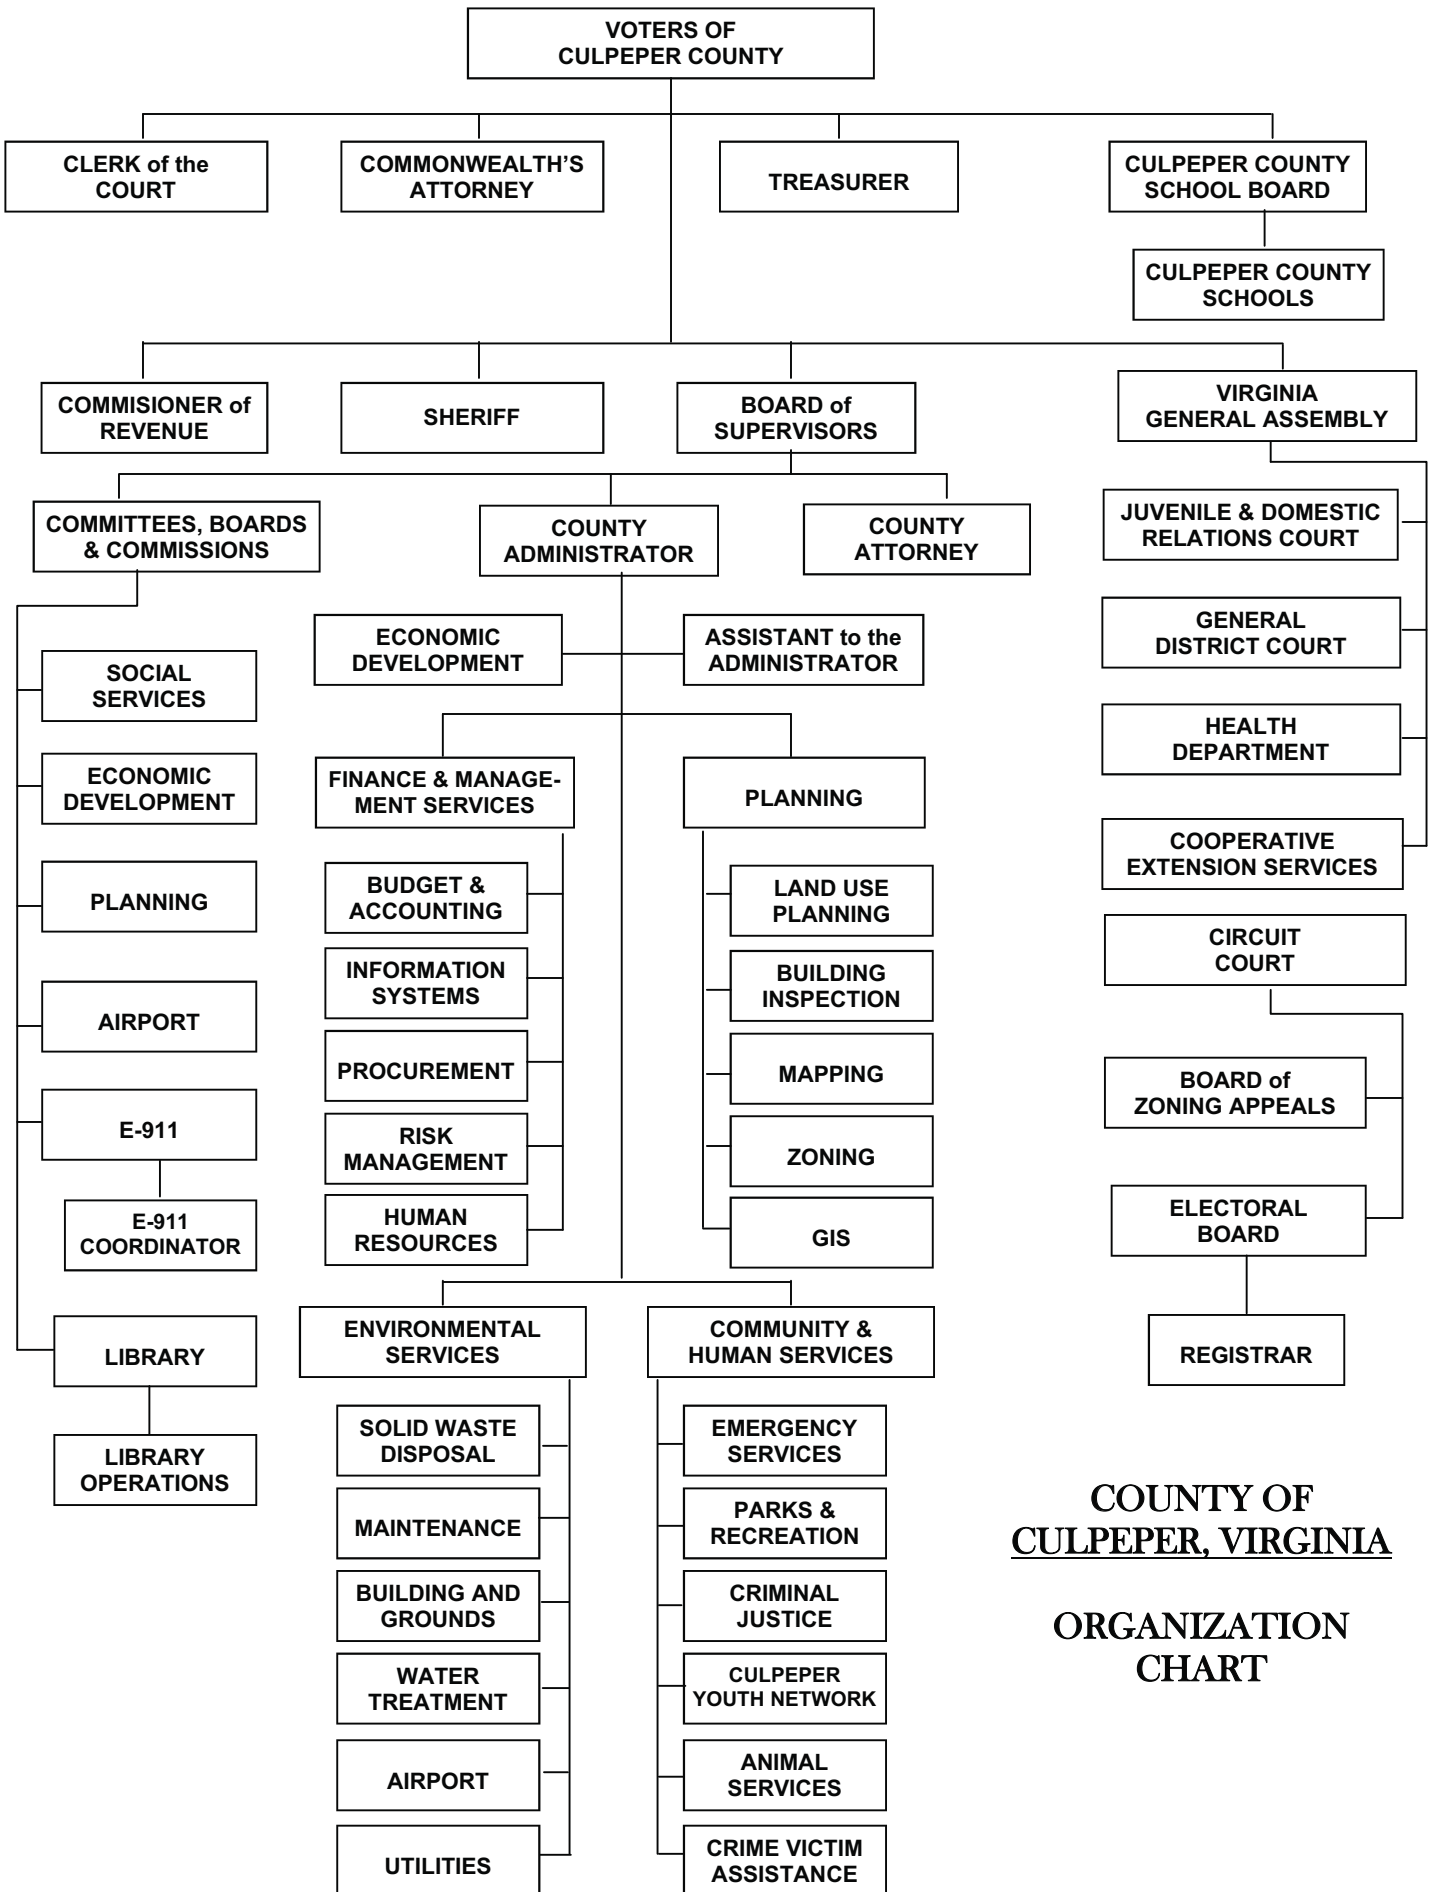 VOTERS OF
CULPEPER COUNTY
CLERK of the
COURT
COMMONWEALTH'S
ATTORNEY
TREASURER
CULPEPER COUNTY
SCHOOL BOARD
CULPEPER COUNTY
SCHOOLS
COMMISIONER of
REVENUE
SHERIFF
BOARD of
SUPERVISORS
VIRGINIA
GENERAL ASSEMBLY
COMMITTEES, BOARDS
& COMMISSIONS
COUNTY
ADMINISTRATOR
COUNTY
ATTORNEY
JUVENILE & DOMESTIC
RELATIONS COURT
GENERAL
DISTRICT COURT
HEALTH
DEPARTMENT
COOPERATIVE
EXTENSION SERVICES
CIRCUIT
COURT
BOARD of
ZONING APPEALS
ELECTORAL
BOARD
REGISTRAR
ECONOMIC
DEVELOPMENT
ASSISTANT to the
ADMINISTRATOR
SOCIAL
SERVICES
ECONOMIC
DEVELOPMENT
PLANNING
AIRPORT
E-911
E-911
COORDINATOR
LIBRARY
LIBRARY
OPERATIONS
FINANCE & MANAGE-
MENT SERVICES
BUDGET &
ACCOUNTING
INFORMATION
SYSTEMS
PROCUREMENT
RISK
MANAGEMENT
HUMAN
RESOURCES
PLANNING
LAND USE
PLANNING
BUILDING
INSPECTION
MAPPING
ZONING
GIS
ENVIRONMENTAL
SERVICES
SOLID WASTE
DISPOSAL
MAINTENANCE
BUILDING AND
GROUNDS
WATER
TREATMENT
AIRPORT
UTILITIES
COMMUNITY &
HUMAN SERVICES
EMERGENCY
SERVICES
PARKS &
RECREATION
CRIMINAL
JUSTICE
CULPEPER
YOUTH NETWORK
ANIMAL
SERVICES
CRIME VICTIM
ASSISTANCE
COUNTY OF
CULPEPER, VIRGINIA
ORGANIZATION
CHART